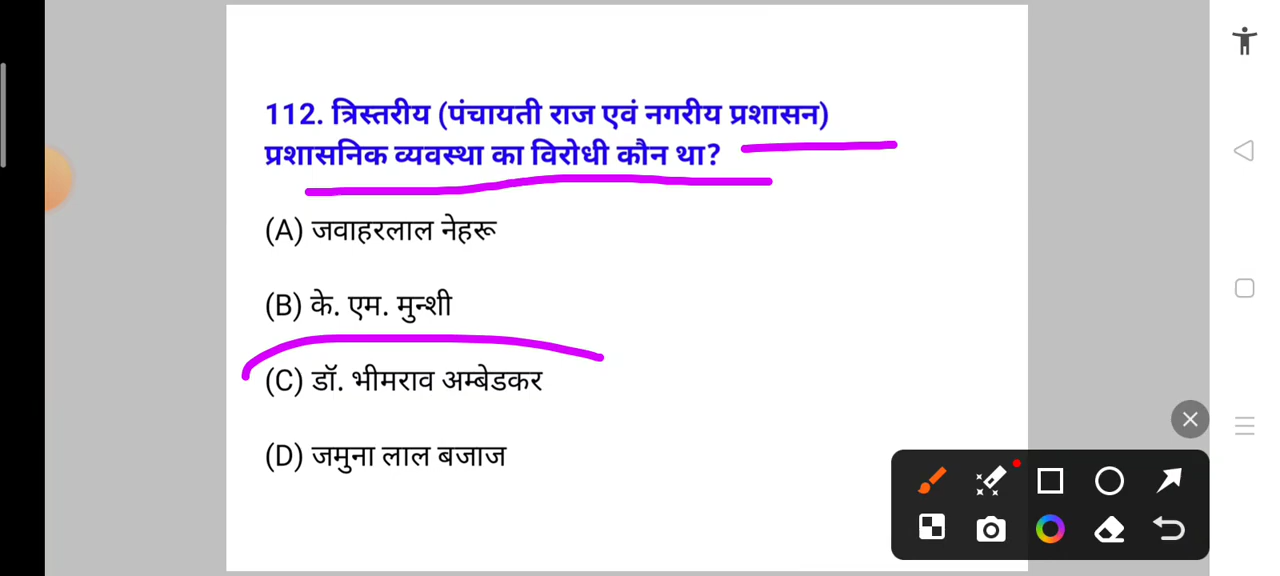 112. त्रिस्तरीय (पंचायती राज एवं नगरीय प्रशासन)
प्रशासनिक व्यवस्था का विरोधी कौन था?
(A) जवाहरलाल नेहरू
(B) के. एम. मुन्शी
(C) डॉ. भीमराव अम्बेडकर
(D) जमुना लाल बजाज